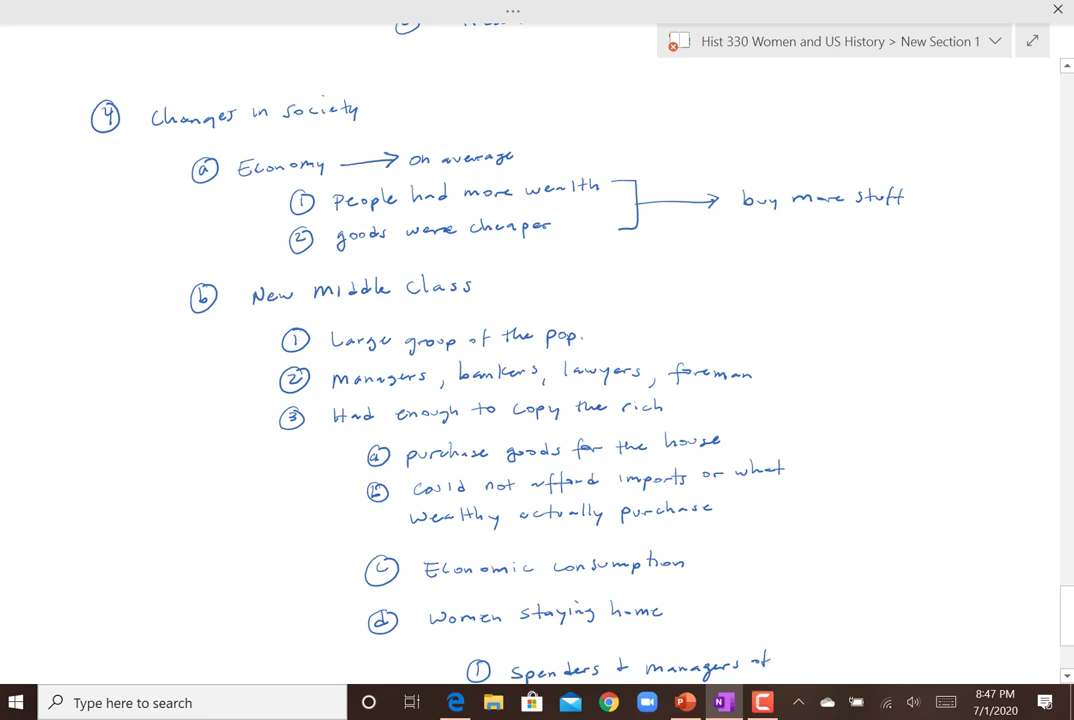 Hist 330 Women and US History > New Section 1
④ Changes in society
ⓐ Economy → on average
① People had more wealth
→ buy more stuff
② goods were cheaper
ⓑ New middle class
① Large group of the pop.
② managers, bankers, lawyers, foreman
③ Had enough to copy the rich
ⓐ purchase goods for the house
ⓑ could not afford imports or what
wealthy actually purchase
ⓒ Economic consumption
ⓓ Women staying home
① spenders + managers of
Type here to search
8:47 PM
7/1/2020